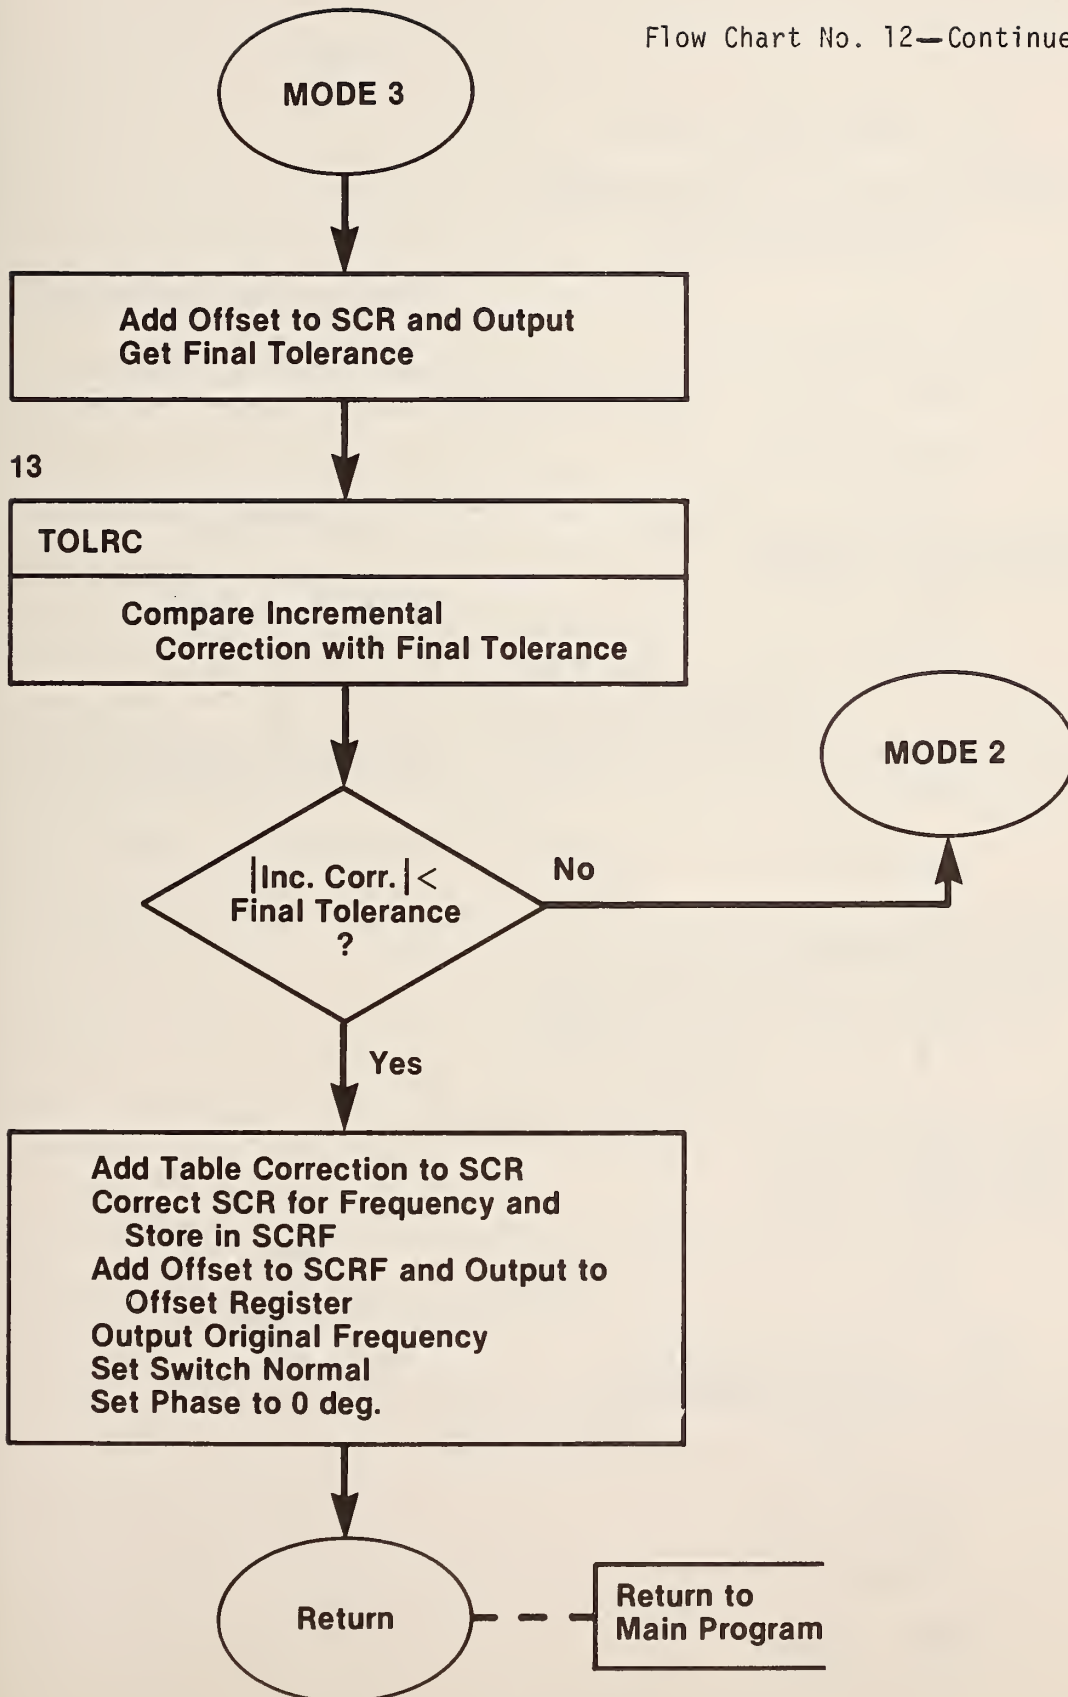 Flow Chart No. 12—Continue
MODE 3
Add Offset to SCR and Output
Get Final Tolerance
13
TOLRC
Compare Incremental
Correction with Final Tolerance
MODE 2
|Inc. Corr.|<
Final Tolerance
?
No
Yes
Add Table Correction to SCR
Correct SCR for Frequency and
Store in SCRF
Add Offset to SCRF and Output to
Offset Register
Output Original Frequency
Set Switch Normal
Set Phase to 0 deg.
Return
Return to
Main Program